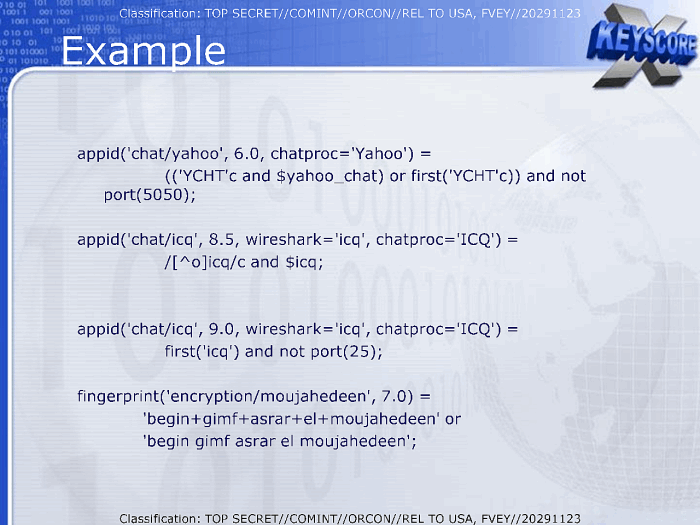 Classification: TOP SECRET//COMINT//ORCON//REL TO USA, FVEY//20291123
Example
X KEYSCORE
appid('chat/yahoo', 6.0, chatproc='Yahoo') =
(('YCHT'c and $yahoo_chat) or first('YCHT'c)) and not
port(5050);
appid('chat/icq', 8.5, wireshark='icq', chatproc='ICQ') =
/[^o]icq/c and $icq;
appid('chat/icq', 9.0, wireshark='icq', chatproc='ICQ') =
first('icq') and not port(25);
fingerprint('encryption/moujahedeen', 7.0) =
'begin+gimf+asrar+el+moujahedeen' or
'begin gimf asrar el moujahedeen';
Classification: TOP SECRET//COMINT//ORCON//REL TO USA, FVEY//20291123